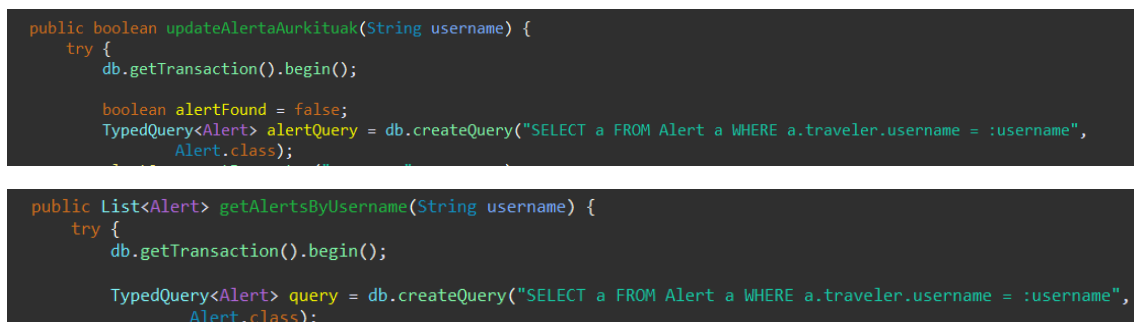 public boolean updateAlertaAurkituak(String username) {
try {
db.getTransaction().begin();
boolean alertFound = false;
TypedQuery<Alert> alertQuery = db.createQuery("SELECT a FROM Alert a WHERE a.traveler.username = :username",
Alert.class);
public List<Alert> getAlertsByUsername(String username) {
try {
db.getTransaction().begin();
TypedQuery<Alert> query = db.createQuery("SELECT a FROM Alert a WHERE a.traveler.username = :username",
Alert.class);